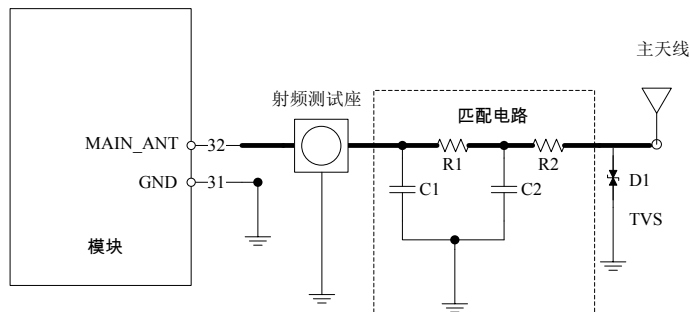 主天线
射频测试座
匹配电路
MAIN_ANT 32
R1
R2
GND 31
C1
C2
D1
TVS
模块